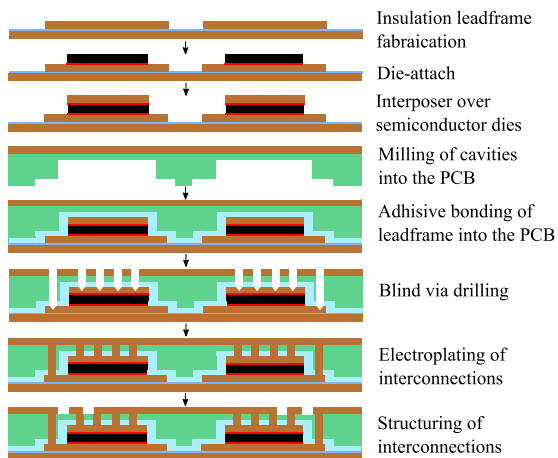 Insulation leadframe
fabraication
Die-attach
Interposer over
semiconductor dies
Milling of cavities
into the PCB
Adhisive bonding of
leadframe into the PCB
Blind via drilling
Electroplating of
interconnections
Structuring of
interconnections